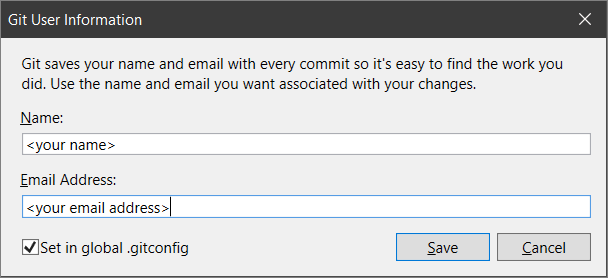 Git User Information
Git saves your name and email with every commit so it's easy to find the work you
did. Use the name and email you want associated with your changes.
Name:
<your name>
Email Address:
<your email address>
Set in global .gitconfig
Save
Cancel